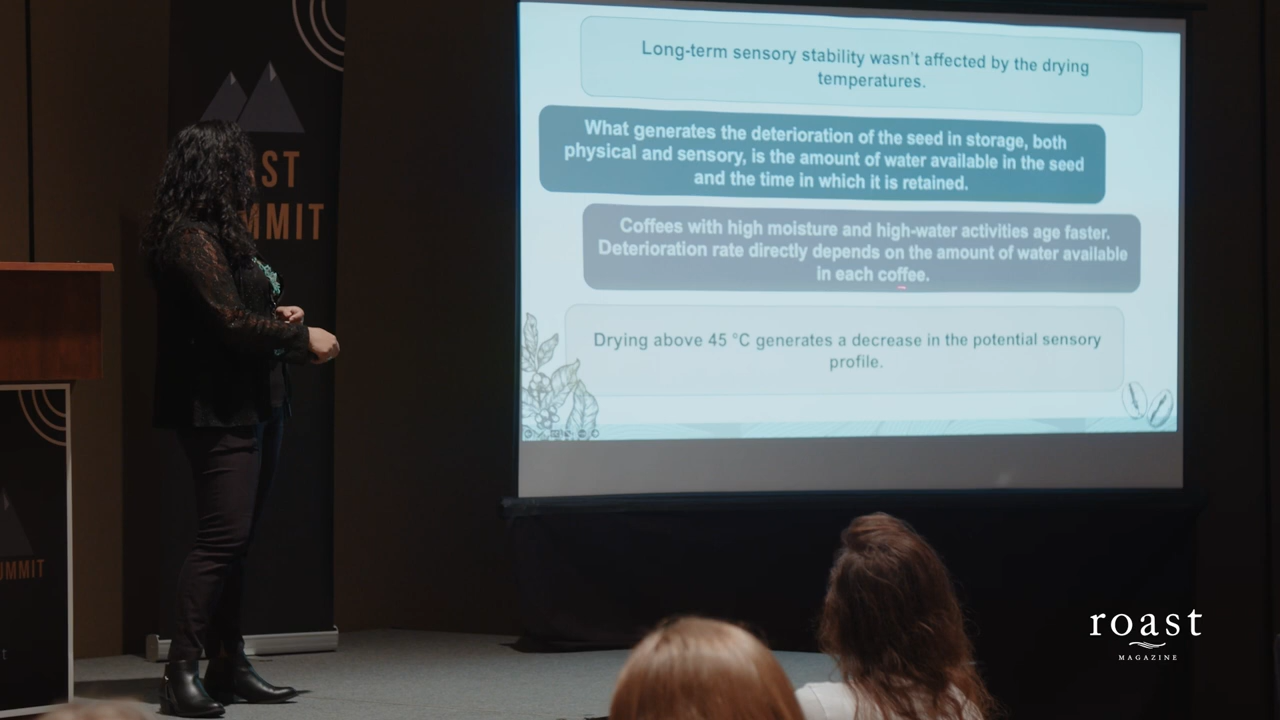 Long-term sensory stability wasn't affected by the drying
temperatures.
What generates the deterioration of the seed in storage, both
physical and sensory, is the amount of water available in the seed
and the time in which it is retained.
Coffees with high moisture and high-water activities age faster.
Deterioration rate directly depends on the amount of water available
in each coffee.
Drying above 45 °C generates a decrease in the potential sensory
profile.
AST
MMIT
UMMIT
t
roast
MAGAZINE